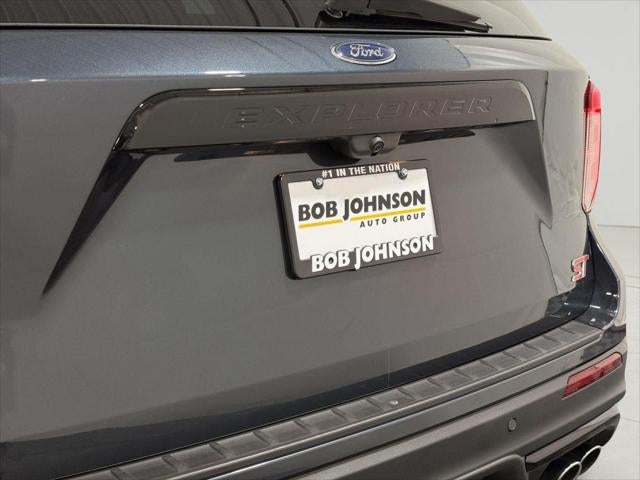 Ford
EXPLORER
#1 IN THE NATION
BOB JOHNSON
AUTO GROUP
BOB JOHNSON
ST